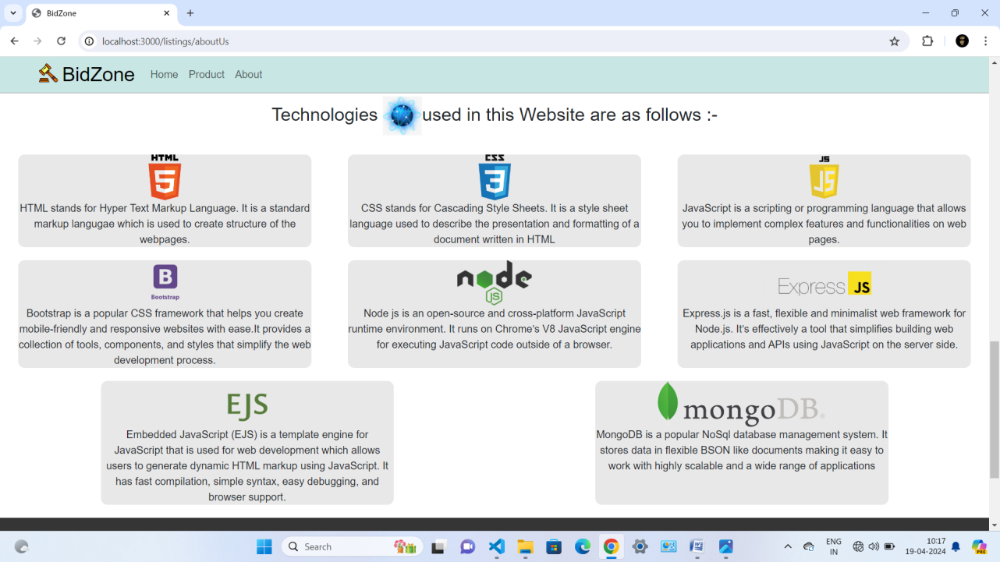 BidZone
localhost:3000/listings/aboutUs
BidZone Home Product About
Technologies used in this Website are as follows :-
HTML
5
HTML stands for Hyper Text Markup Language. It is a standard
markup langugae which is used to create structure of the
webpages.
CSS
3
CSS stands for Cascading Style Sheets. It is a style sheet
language used to describe the presentation and formatting of a
document written in HTML
JS
JS
JavaScript is a scripting or programming language that allows
you to implement complex features and functionalities on web
pages.
B
Bootstrap
Bootstrap is a popular CSS framework that helps you create
mobile-friendly and responsive websites with ease.It provides a
collection of tools, components, and styles that simplify the web
development process.
node
JS
Node js is an open-source and cross-platform JavaScript
runtime environment. It runs on Chrome's V8 JavaScript engine
for executing JavaScript code outside of a browser.
Express JS
Express.js is a fast, flexible and minimalist web framework for
Node.js. It's effectively a tool that simplifies building web
applications and APIs using JavaScript on the server side.
EJS
Embedded JavaScript (EJS) is a template engine for
JavaScript that is used for web development which allows
users to generate dynamic HTML markup using JavaScript. It
has fast compilation, simple syntax, easy debugging, and
browser support.
mongoDB®
MongoDB is a popular NoSql database management system. It
stores data in flexible BSON like documents making it easy to
work with highly scalable and a wide range of applications
Search
ENG
IN
10:17
19-04-2024
PRE